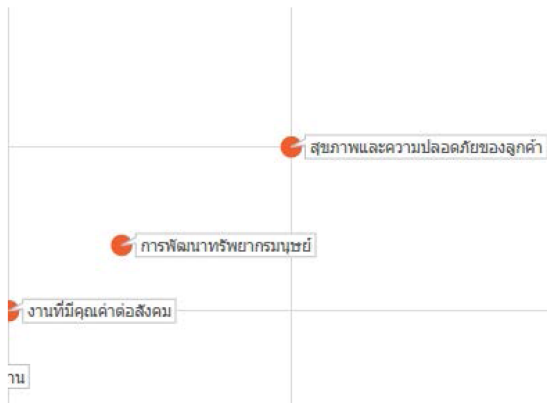 สุขภาพและความปลอดภัยของลูกค้า
การพัฒนาทรัพยากรมนุษย์
งานที่มีคุณค่าต่อสังคม